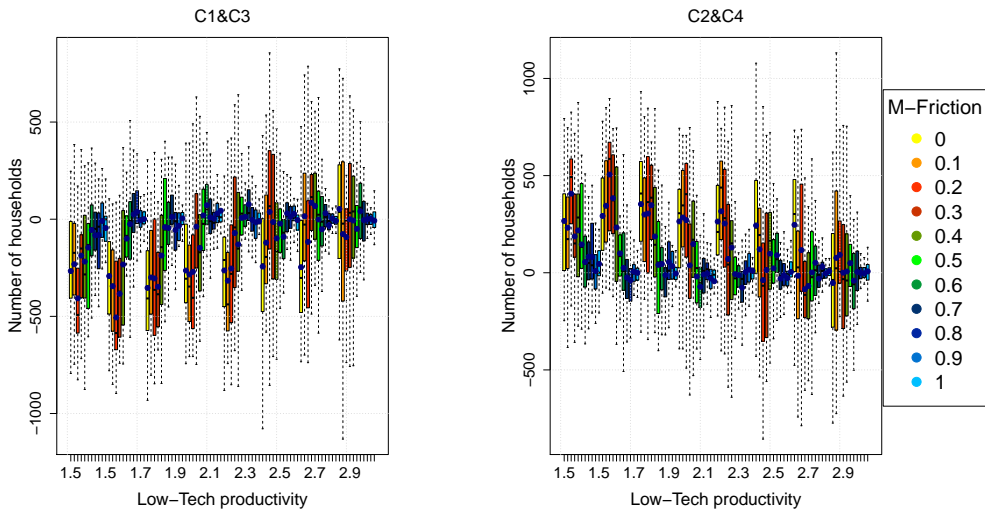 C1&C3
C2&C4
Number of households
500
0
−500
−1000
1.5 1.7 1.9 2.1 2.3 2.5 2.7 2.9
Low−Tech productivity
Number of households
1000
500
0
−500
1.5 1.7 1.9 2.1 2.3 2.5 2.7 2.9
Low−Tech productivity
M−Friction
0
0.1
0.2
0.3
0.4
0.5
0.6
0.7
0.8
0.9
1